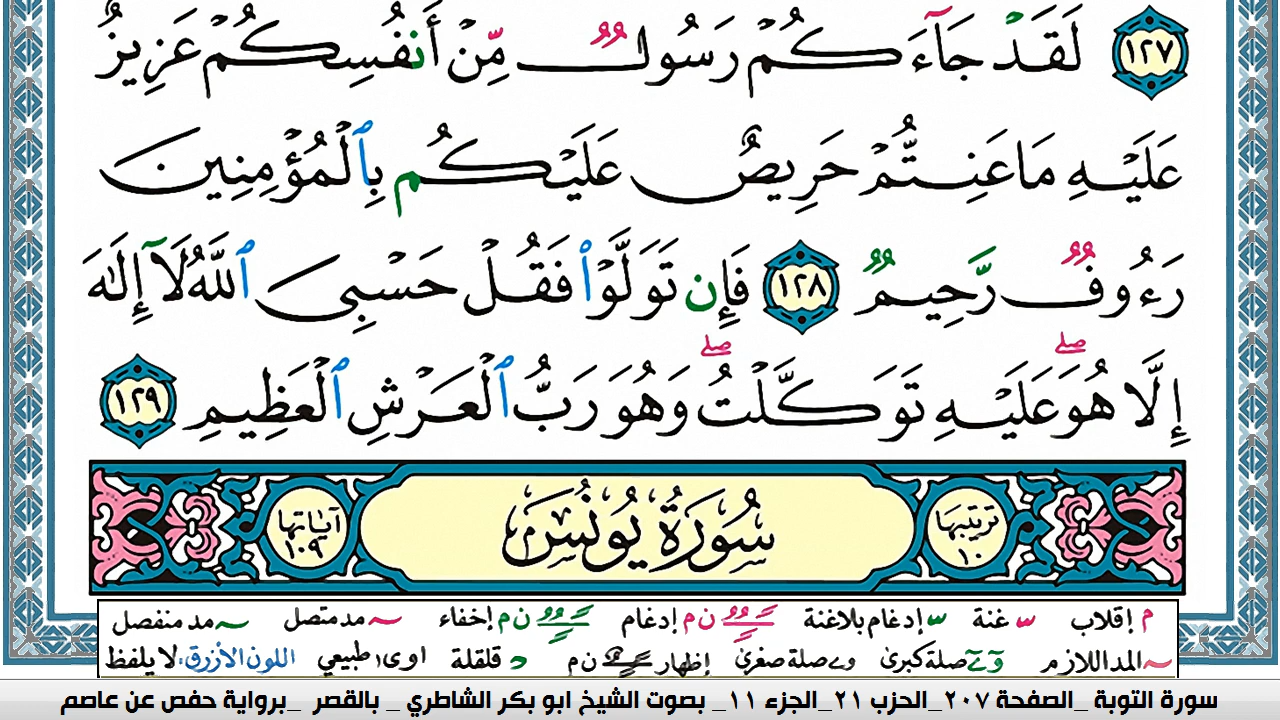 ١٢٧ لَقَدْ جَآءَكُمْ رَسُولٌ مِّنْ أَنفُسِكُمْ عَزِيزٌ
عَلَيْهِ مَا عَنِتُّمْ حَرِيصٌ عَلَيْكُم بِٱلْمُؤْمِنِينَ
رَءُوفٌ رَّحِيمٌ ١٢٨ فَإِن تَوَلَّوْا۟ فَقُلْ حَسْبِىَ ٱللَّهُ لَآ إِلَٰهَ
إِلَّا هُوَ ۖ عَلَيْهِ تَوَكَّلْتُ ۖ وَهُوَ رَبُّ ٱلْعَرْشِ ٱلْعَظِيمِ ١٢٩
ترتيبها ١٠ سُورَةُ يُونُسَ آياتها ١٠٩
م إقلاب ~ غنة ~ إدغام بلاغنة ن م إدغام ن م إخفاء ~ مد متصل ~ مد منفصل
~ المد اللازم صلة كبرى صلة صغرى إظهار ن م قلقلة اوى طبيعي اللون الأزرق: لا يلفظ
سورة التوبة _الصفحة ٢٠٧_الحزب ٢١_الجزء ١١_ بصوت الشيخ ابو بكر الشاطري _ بالقصر _برواية حفص عن عاصم